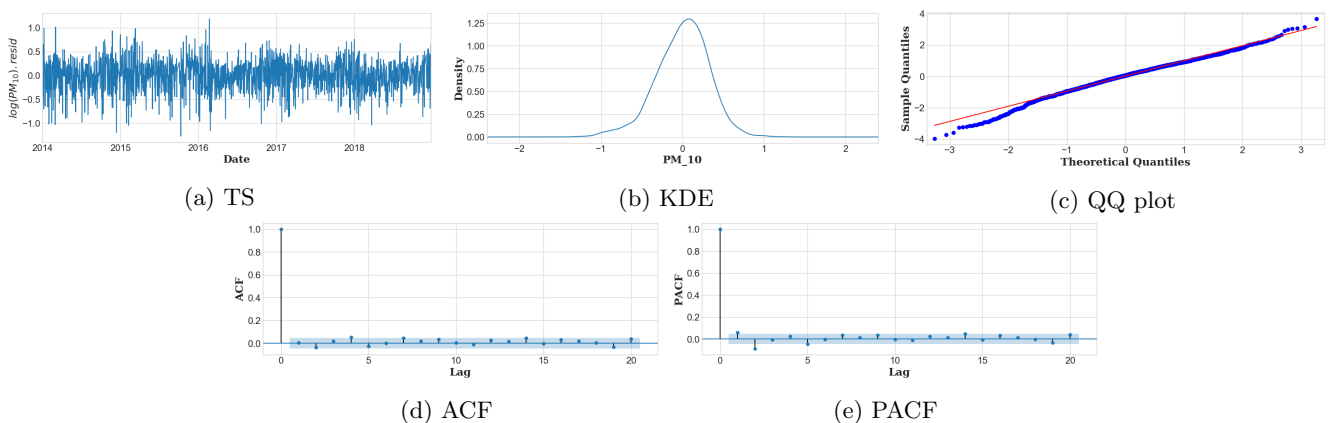 log(PM_10).resid
1.0
0.5
0.0
−0.5
−1.0
2014 2015 2016 2017 2018
Date
(a) TS
Density
1.25
1.00
0.75
0.50
0.25
0.00
−2 −1 0 1 2
PM_10
(b) KDE
Sample Quantiles
4
2
0
−2
−4
−3 −2 −1 0 1 2 3
Theoretical Quantiles
(c) QQ plot
ACF
1.0
0.8
0.6
0.4
0.2
0.0
0 5 10 15 20
Lag
(d) ACF
PACF
1.0
0.8
0.6
0.4
0.2
0.0
0 5 10 15 20
Lag
(e) PACF